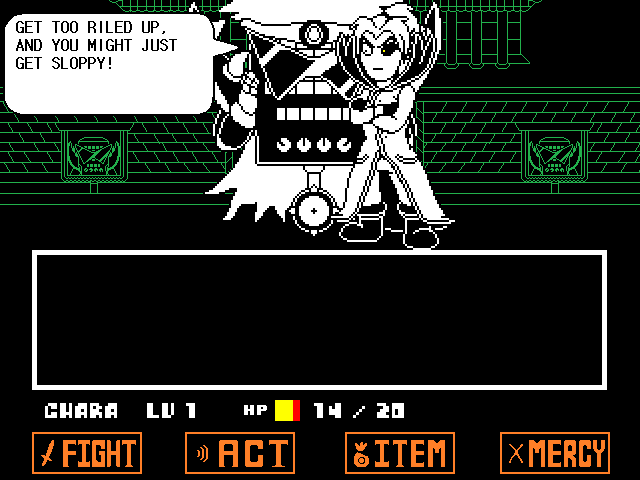 GET TOO RILED UP,
AND YOU MIGHT JUST
GET SLOPPY!
CHARA LV 1 HP 14 / 20
FIGHT ACT ITEM MERCY